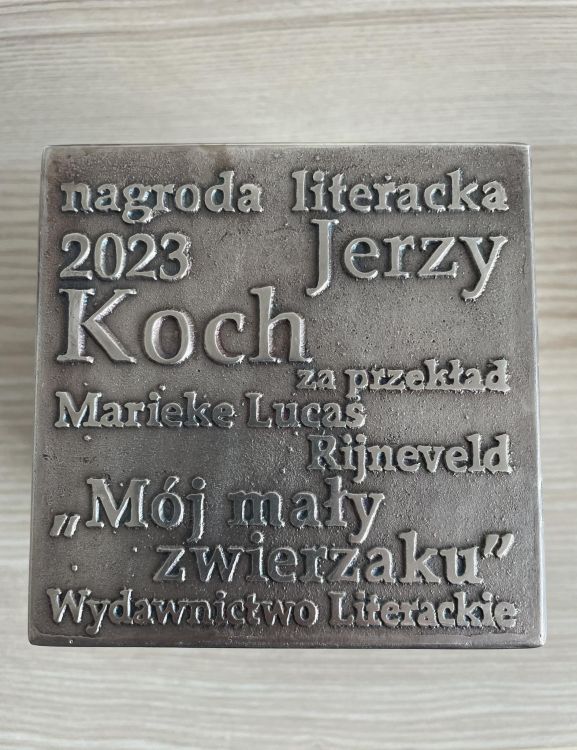 nagroda literacka
2023 Jerzy
Koch
za przekład
Marieke Lucas
Rijneveld
„Mój mały
zwierzaku”
Wydawnictwo Literackie